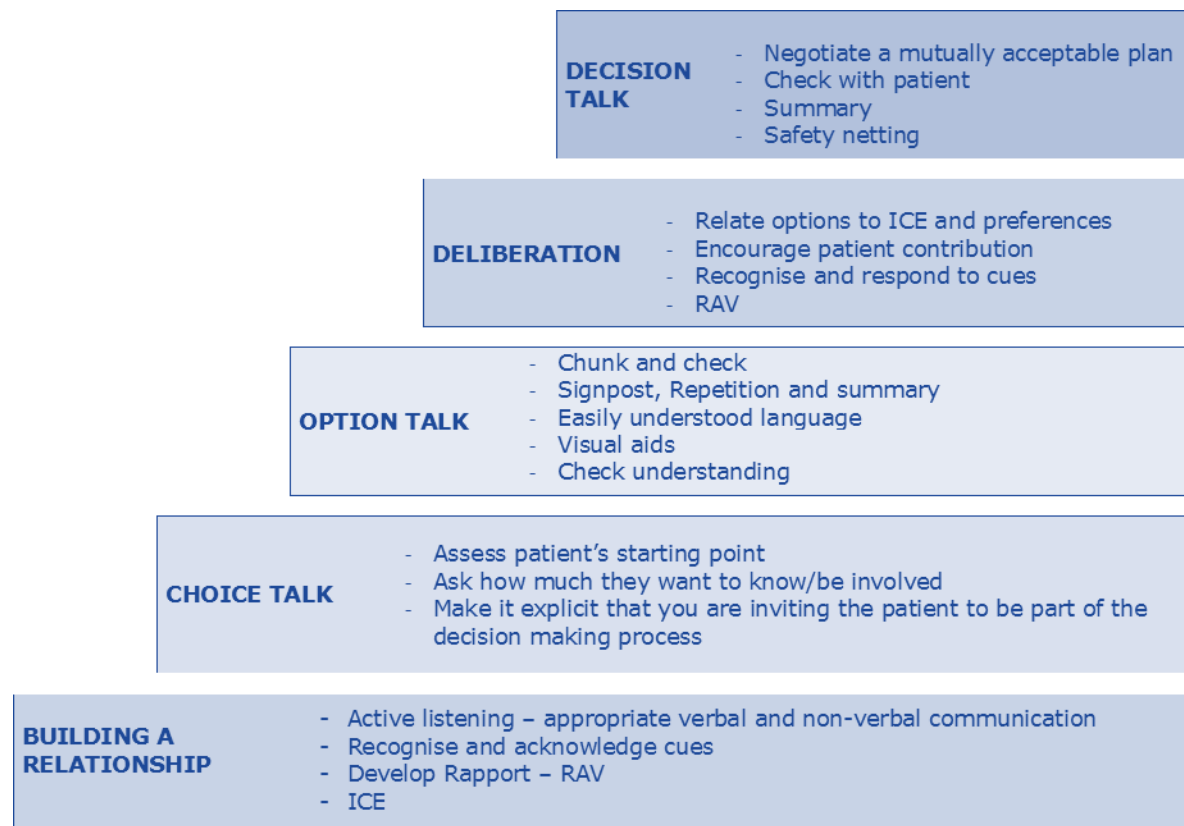 DECISION
TALK
- Negotiate a mutually acceptable plan
- Check with patient
- Summary
- Safety netting
DELIBERATION
- Relate options to ICE and preferences
- Encourage patient contribution
- Recognise and respond to cues
- RAV
OPTION TALK
- Chunk and check
- Signpost, Repetition and summary
- Easily understood language
- Visual aids
- Check understanding
CHOICE TALK
- Assess patient’s starting point
- Ask how much they want to know/be involved
- Make it explicit that you are inviting the patient to be part of the
decision making process
BUILDING A
RELATIONSHIP
- Active listening – appropriate verbal and non-verbal communication
- Recognise and acknowledge cues
- Develop Rapport – RAV
- ICE